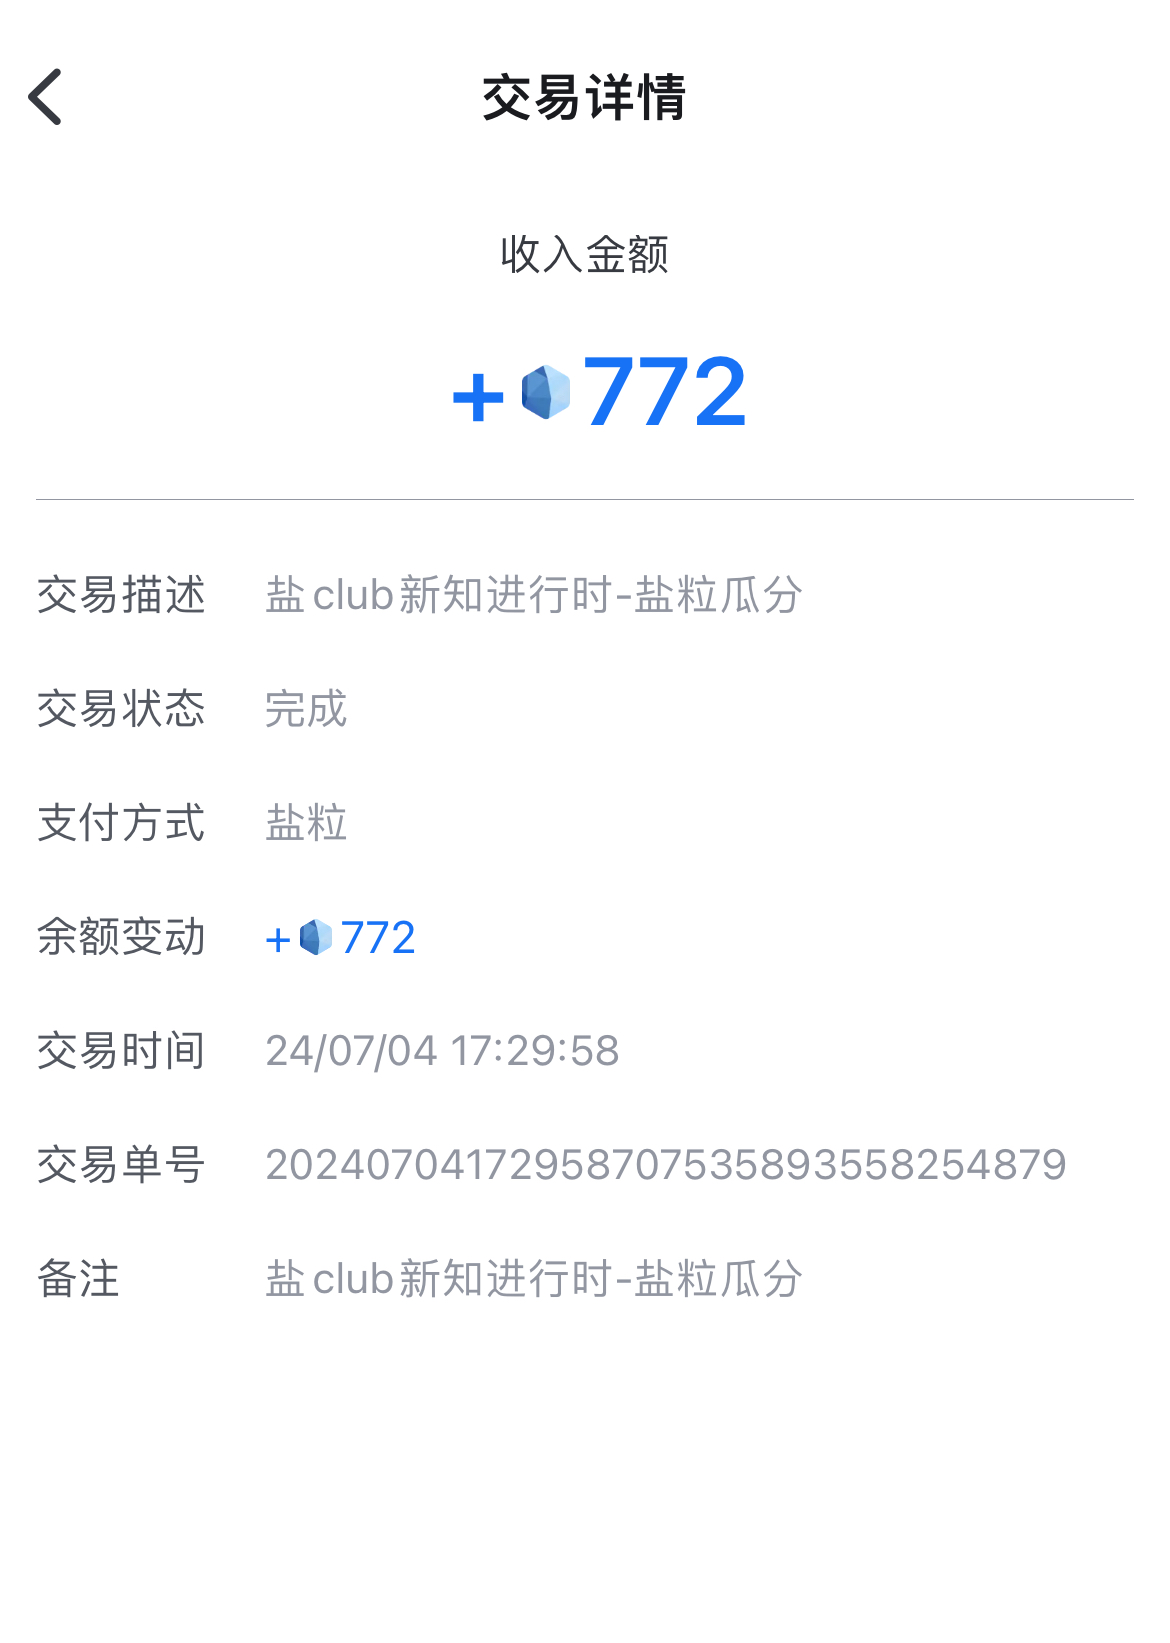 交易详情
收入金额
+772
交易描述 盐club新知进行时-盐粒瓜分
交易状态 完成
支付方式 盐粒
余额变动 +772
交易时间 24/07/04 17:29:58
交易单号 20240704172958707535893558254879
备注 盐club新知进行时-盐粒瓜分